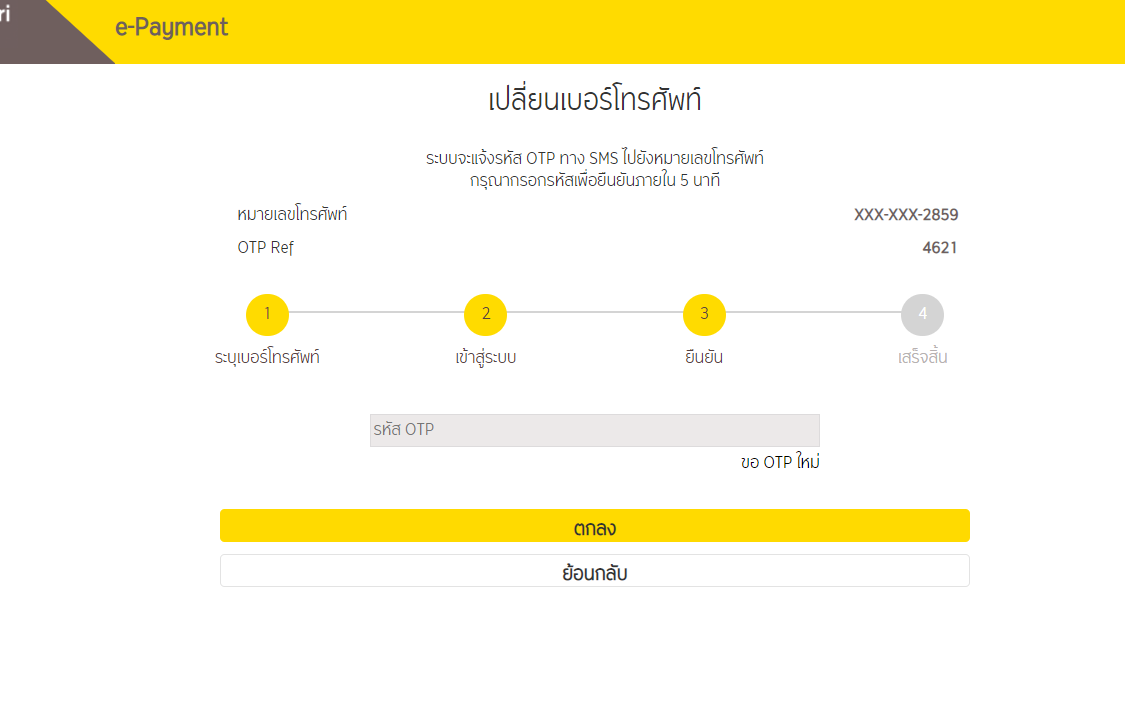 ri
e-Payment
เปลี่ยนเบอร์โทรศัพท์
ระบบจะแจ้งรหัส OTP ทาง SMS ไปยังหมายเลขโทรศัพท์
กรุณากรอกรหัสเพื่อยืนยันภายใน 5 นาที
หมายเลขโทรศัพท์ XXX-XXX-2859
OTP Ref 4621
1 2 3 4
ระบุเบอร์โทรศัพท์ เข้าสู่ระบบ ยืนยัน เสร็จสิ้น
รหัส OTP
ขอ OTP ใหม่
ตกลง
ย้อนกลับ